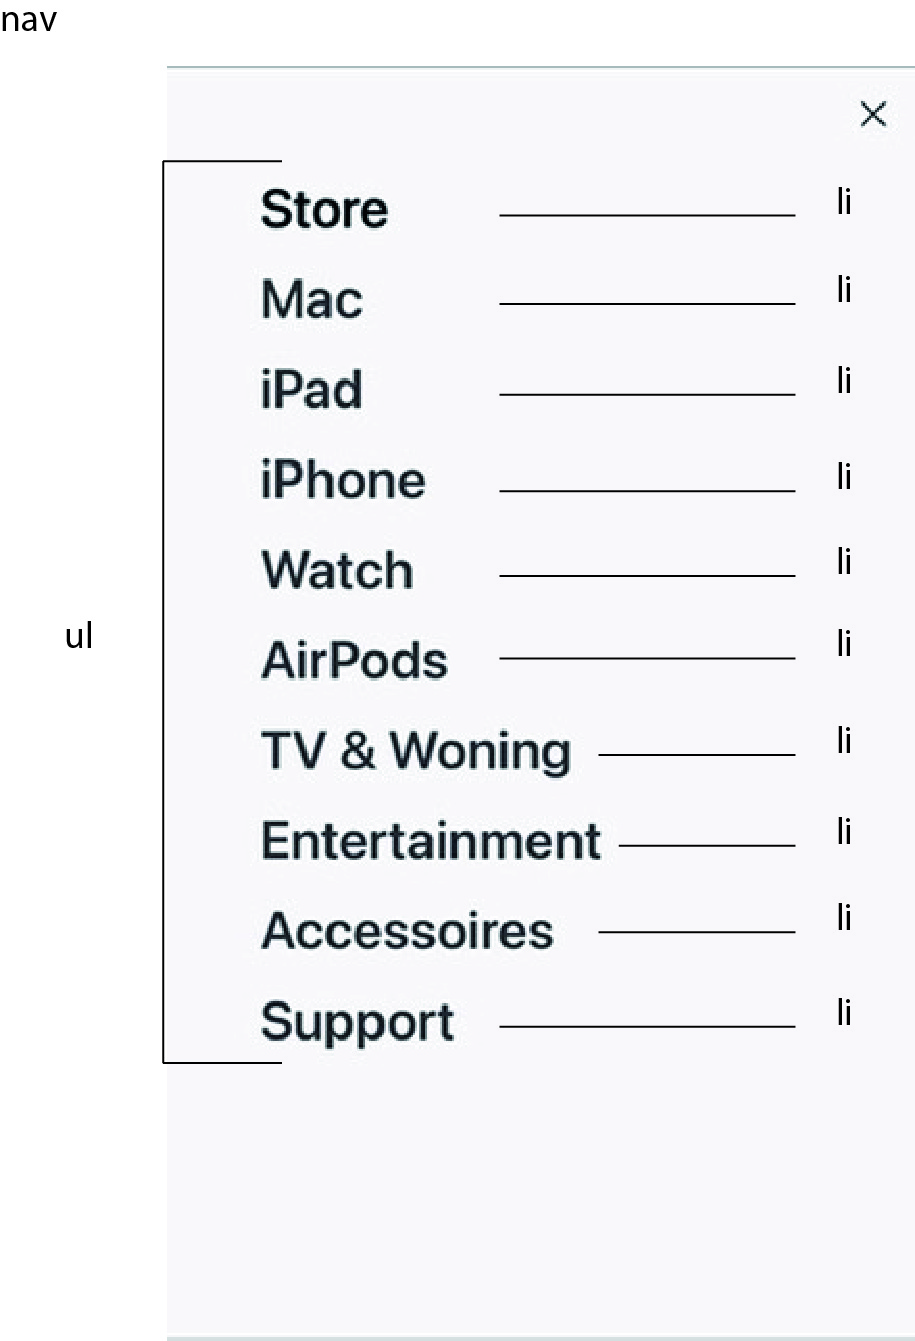 nav
Store li
Mac li
iPad li
iPhone li
Watch li
AirPods li
ul
TV & Woning li
Entertainment li
Accessoires li
Support li